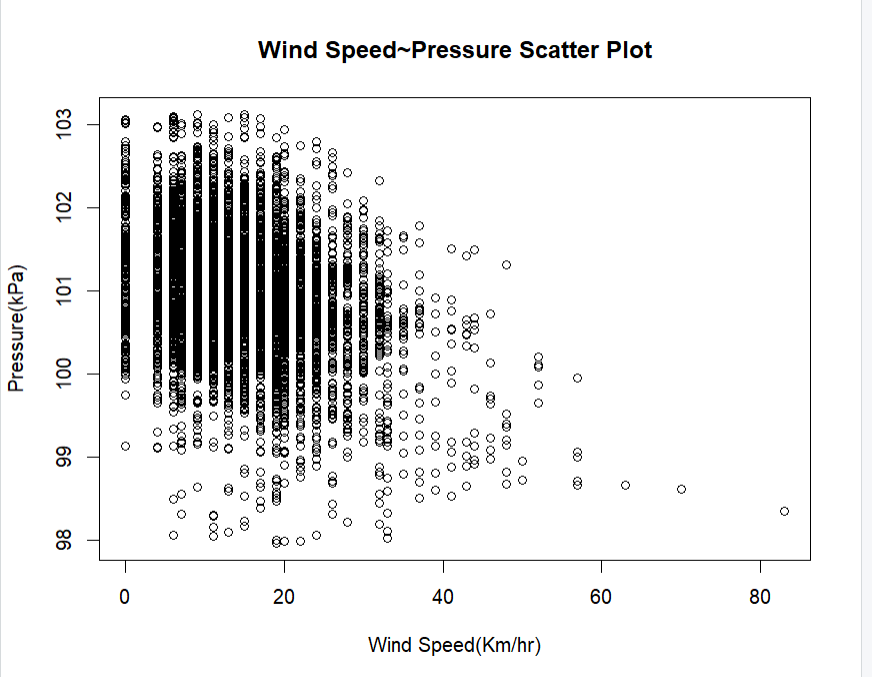 Wind Speed~Pressure Scatter Plot
103
102
101
100
99
98
Pressure(kPa)
0 20 40 60 80
Wind Speed(Km/hr)